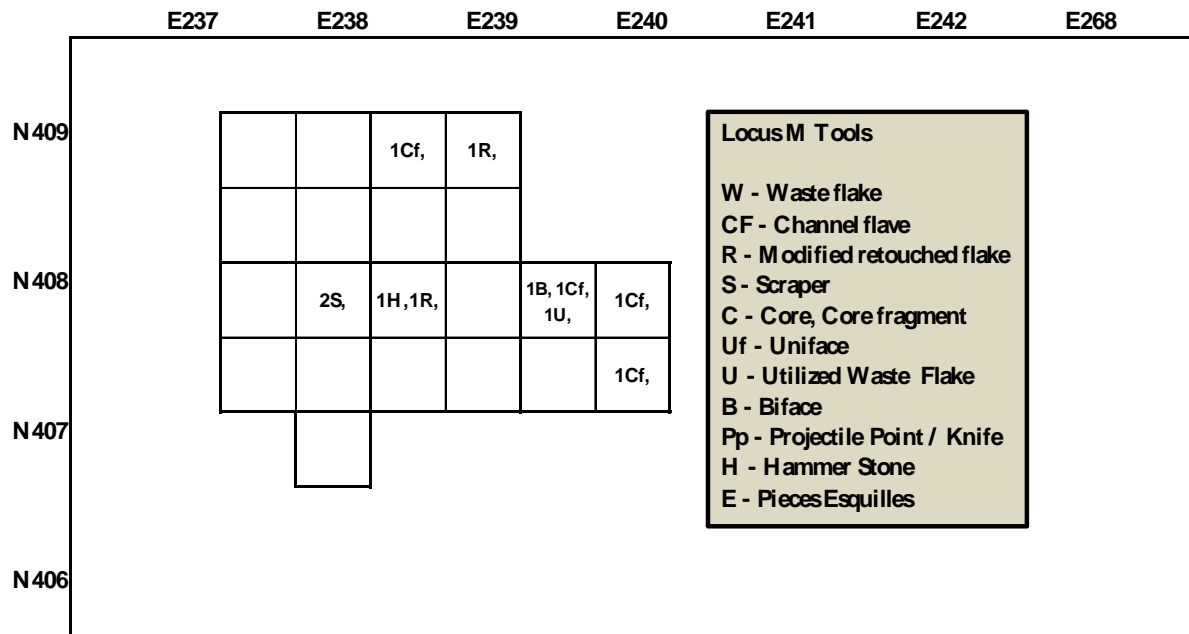 E237 E238 E239 E240 E241 E242 E268
N409
1Cf, 1R,
N408
2S, 1H,1R, 1B, 1Cf, 1Cf,
1U,
1Cf,
N407
N406
Locus M Tools
W - Waste flake
CF - Channel flave
R - Modified retouched flake
S - Scraper
C - Core, Core fragment
Uf - Uniface
U - Utilized Waste Flake
B - Biface
Pp - Projectile Point / Knife
H - Hammer Stone
E - Pieces Esquilles